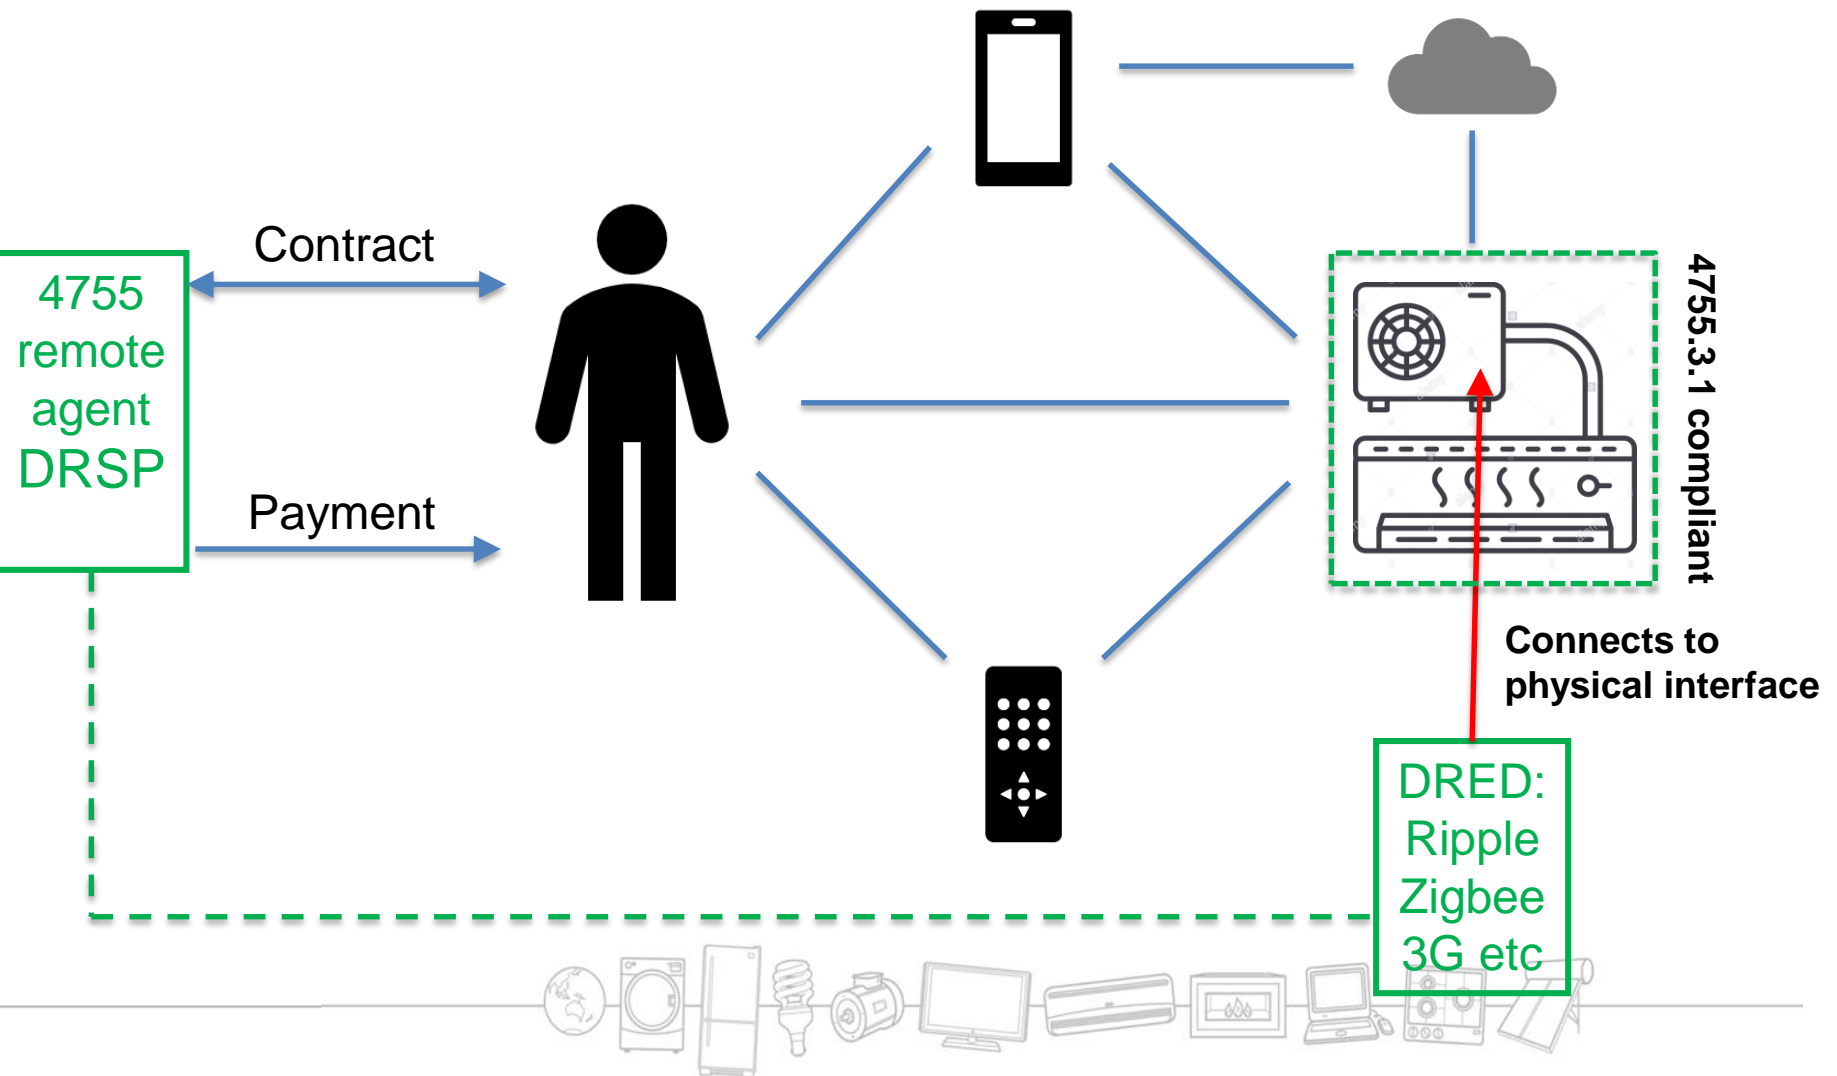 Contract
4755
remote
agent
DRSP
Payment
4755.3.1 compliant
Connects to
physical interface
DRED:
Ripple
Zigbee
3G etc